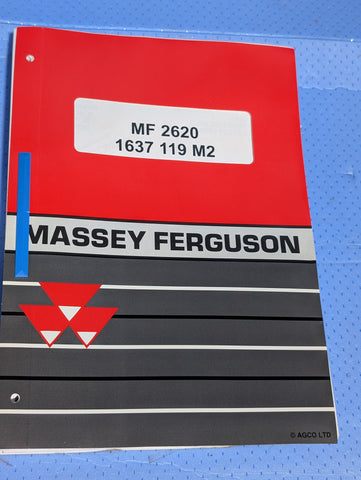 MF 2620
1637 119 M2
MASSEY FERGUSON
© AGCO LTD